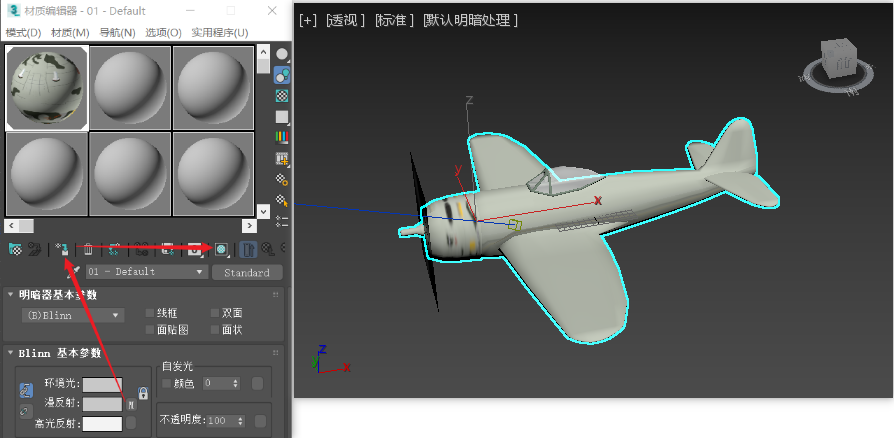 材质编辑器 - 01 - Default
模式(D) 材质(M) 导航(N) 选项(O) 实用程序(U)
01 - Default
Standard
明暗器基本参数
(B)Blinn
线框
双面
面贴图
面状
Blinn 基本参数
环境光:
漫反射:
M
高光反射:
自发光
颜色
0
不透明度:
100
[+] [透视] [标准] [默认明暗处理]
z
y
x
z
y
x